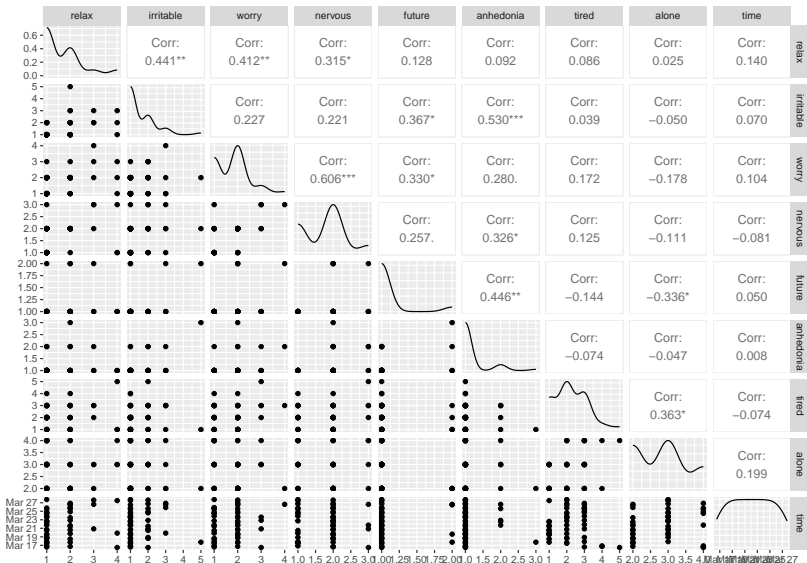 relax irritable worry nervous future anhedonia tired alone time
0.6
0.4
0.2
0.0
Corr: Corr: Corr: Corr: Corr: Corr: Corr: Corr:
0.441** 0.412** 0.315* 0.128 0.092 0.086 0.025 0.140
relax
5
4
3
2
1
Corr: Corr: Corr: Corr: Corr: Corr: Corr:
0.227 0.221 0.367* 0.530*** 0.039 −0.050 0.070
irritable
4
3
2
1
Corr: Corr: Corr: Corr: Corr: Corr:
0.606*** 0.330* 0.280. 0.172 −0.178 0.104
worry
3.0
2.5
2.0
1.5
1.0
Corr: Corr: Corr: Corr: Corr:
0.257. 0.326* 0.125 −0.111 −0.081
nervous
2.00
1.75
1.50
1.25
1.00
Corr: Corr: Corr: Corr:
0.446** −0.144 −0.336* 0.050
future
3.0
2.5
2.0
1.5
1.0
Corr: Corr: Corr:
−0.074 −0.047 0.008
anhedonia
5
4
3
2
1
Corr: Corr:
0.363* −0.074
tired
4.0
3.5
3.0
2.5
2.0
Corr:
0.199
alone
Mar 27
Mar 25
Mar 23
Mar 21
Mar 19
Mar 17
time
1 2 3 4 1 2 3 4 5 1 2 3 4 1.0 1.5 2.0 2.5 3.0 1.00 1.25 1.50 1.75 2.00 1.0 1.5 2.0 2.5 3.0 1 2 3 4 5 2.0 2.5 3.0 3.5 4.0